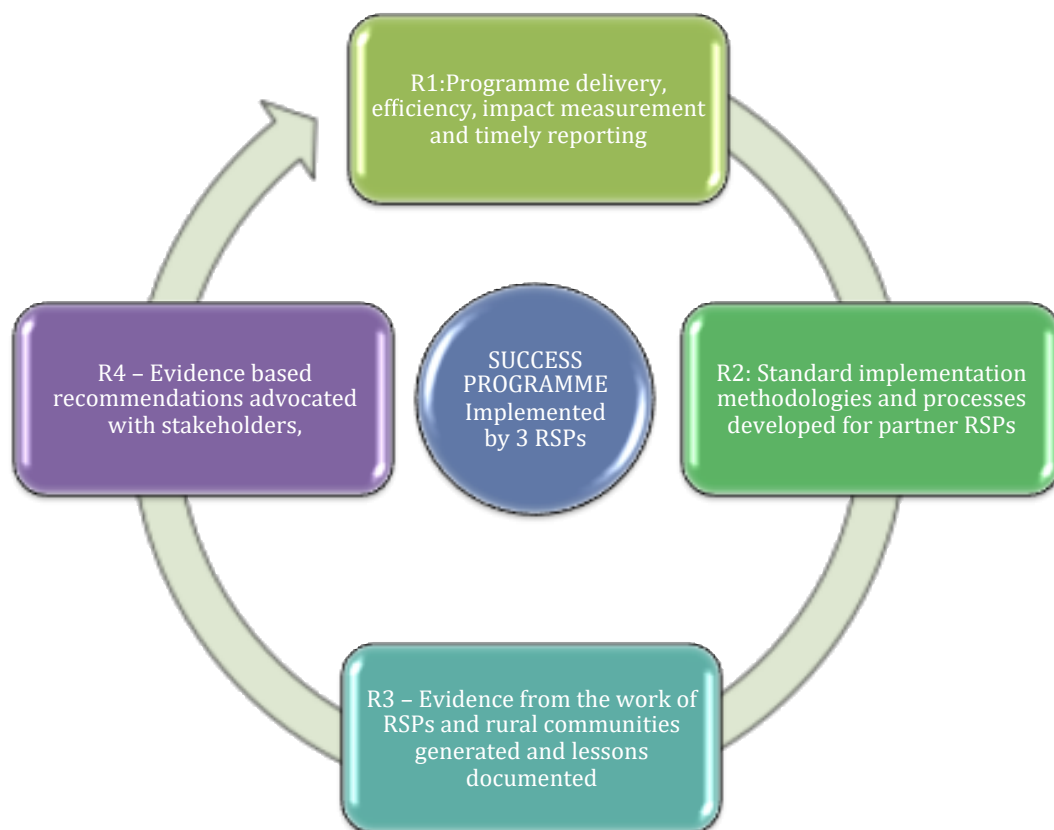 R1:Programme delivery,
efficiency, impact measurement
and timely reporting
R4 – Evidence based
recommendations advocated
with stakeholders,
SUCCESS
PROGRAMME
Implemented
by 3 RSPs
R2: Standard implementation
methodologies and processes
developed for partner RSPs
R3 – Evidence from the work of
RSPs and rural communities
generated and lessons
documented